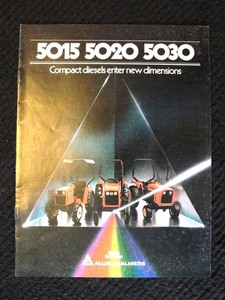 5015 5020 5030
Compact diesels enter new dimensions
ALLIS-CHALMERS